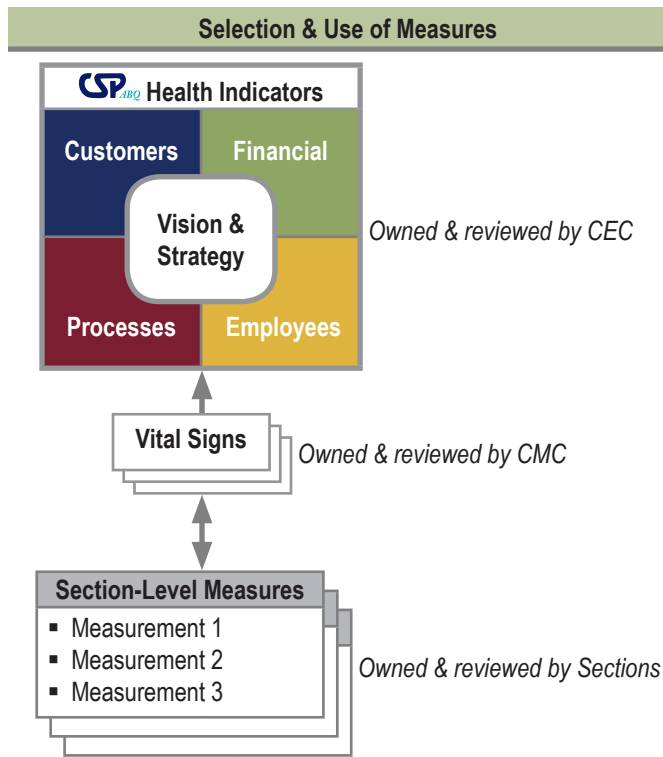 Selection & Use of Measures
CSP ABQ Health Indicators
Customers
Financial
Vision &
Strategy
Owned & reviewed by CEC
Processes
Employees
Vital Signs
Owned & reviewed by CMC
Section-Level Measures
▪ Measurement 1
▪ Measurement 2
▪ Measurement 3
Owned & reviewed by Sections